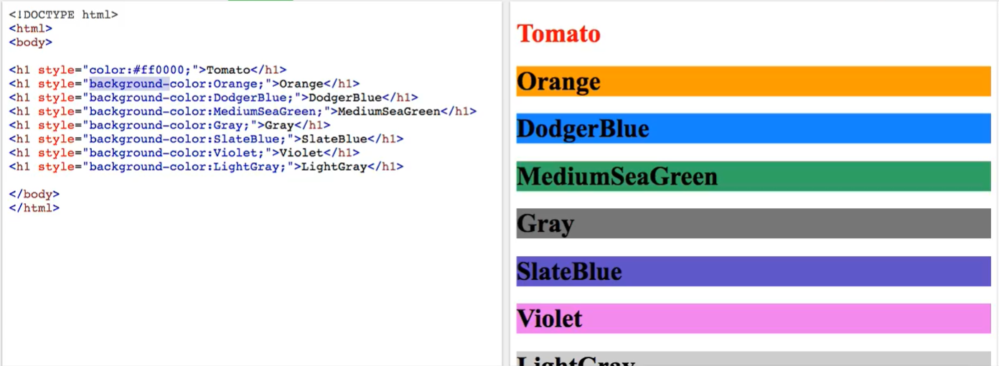 <!DOCTYPE html>
<html>
<body>
<h1 style="color:#ff0000;">Tomato</h1>
<h1 style="background-color:Orange;">Orange</h1>
<h1 style="background-color:DodgerBlue;">DodgerBlue</h1>
<h1 style="background-color:MediumSeaGreen;">MediumSeaGreen</h1>
<h1 style="background-color:Gray;">Gray</h1>
<h1 style="background-color:SlateBlue;">SlateBlue</h1>
<h1 style="background-color:Violet;">Violet</h1>
<h1 style="background-color:LightGray;">LightGray</h1>
</body>
</html>
Tomato
Orange
DodgerBlue
MediumSeaGreen
Gray
SlateBlue
Violet
LightGray